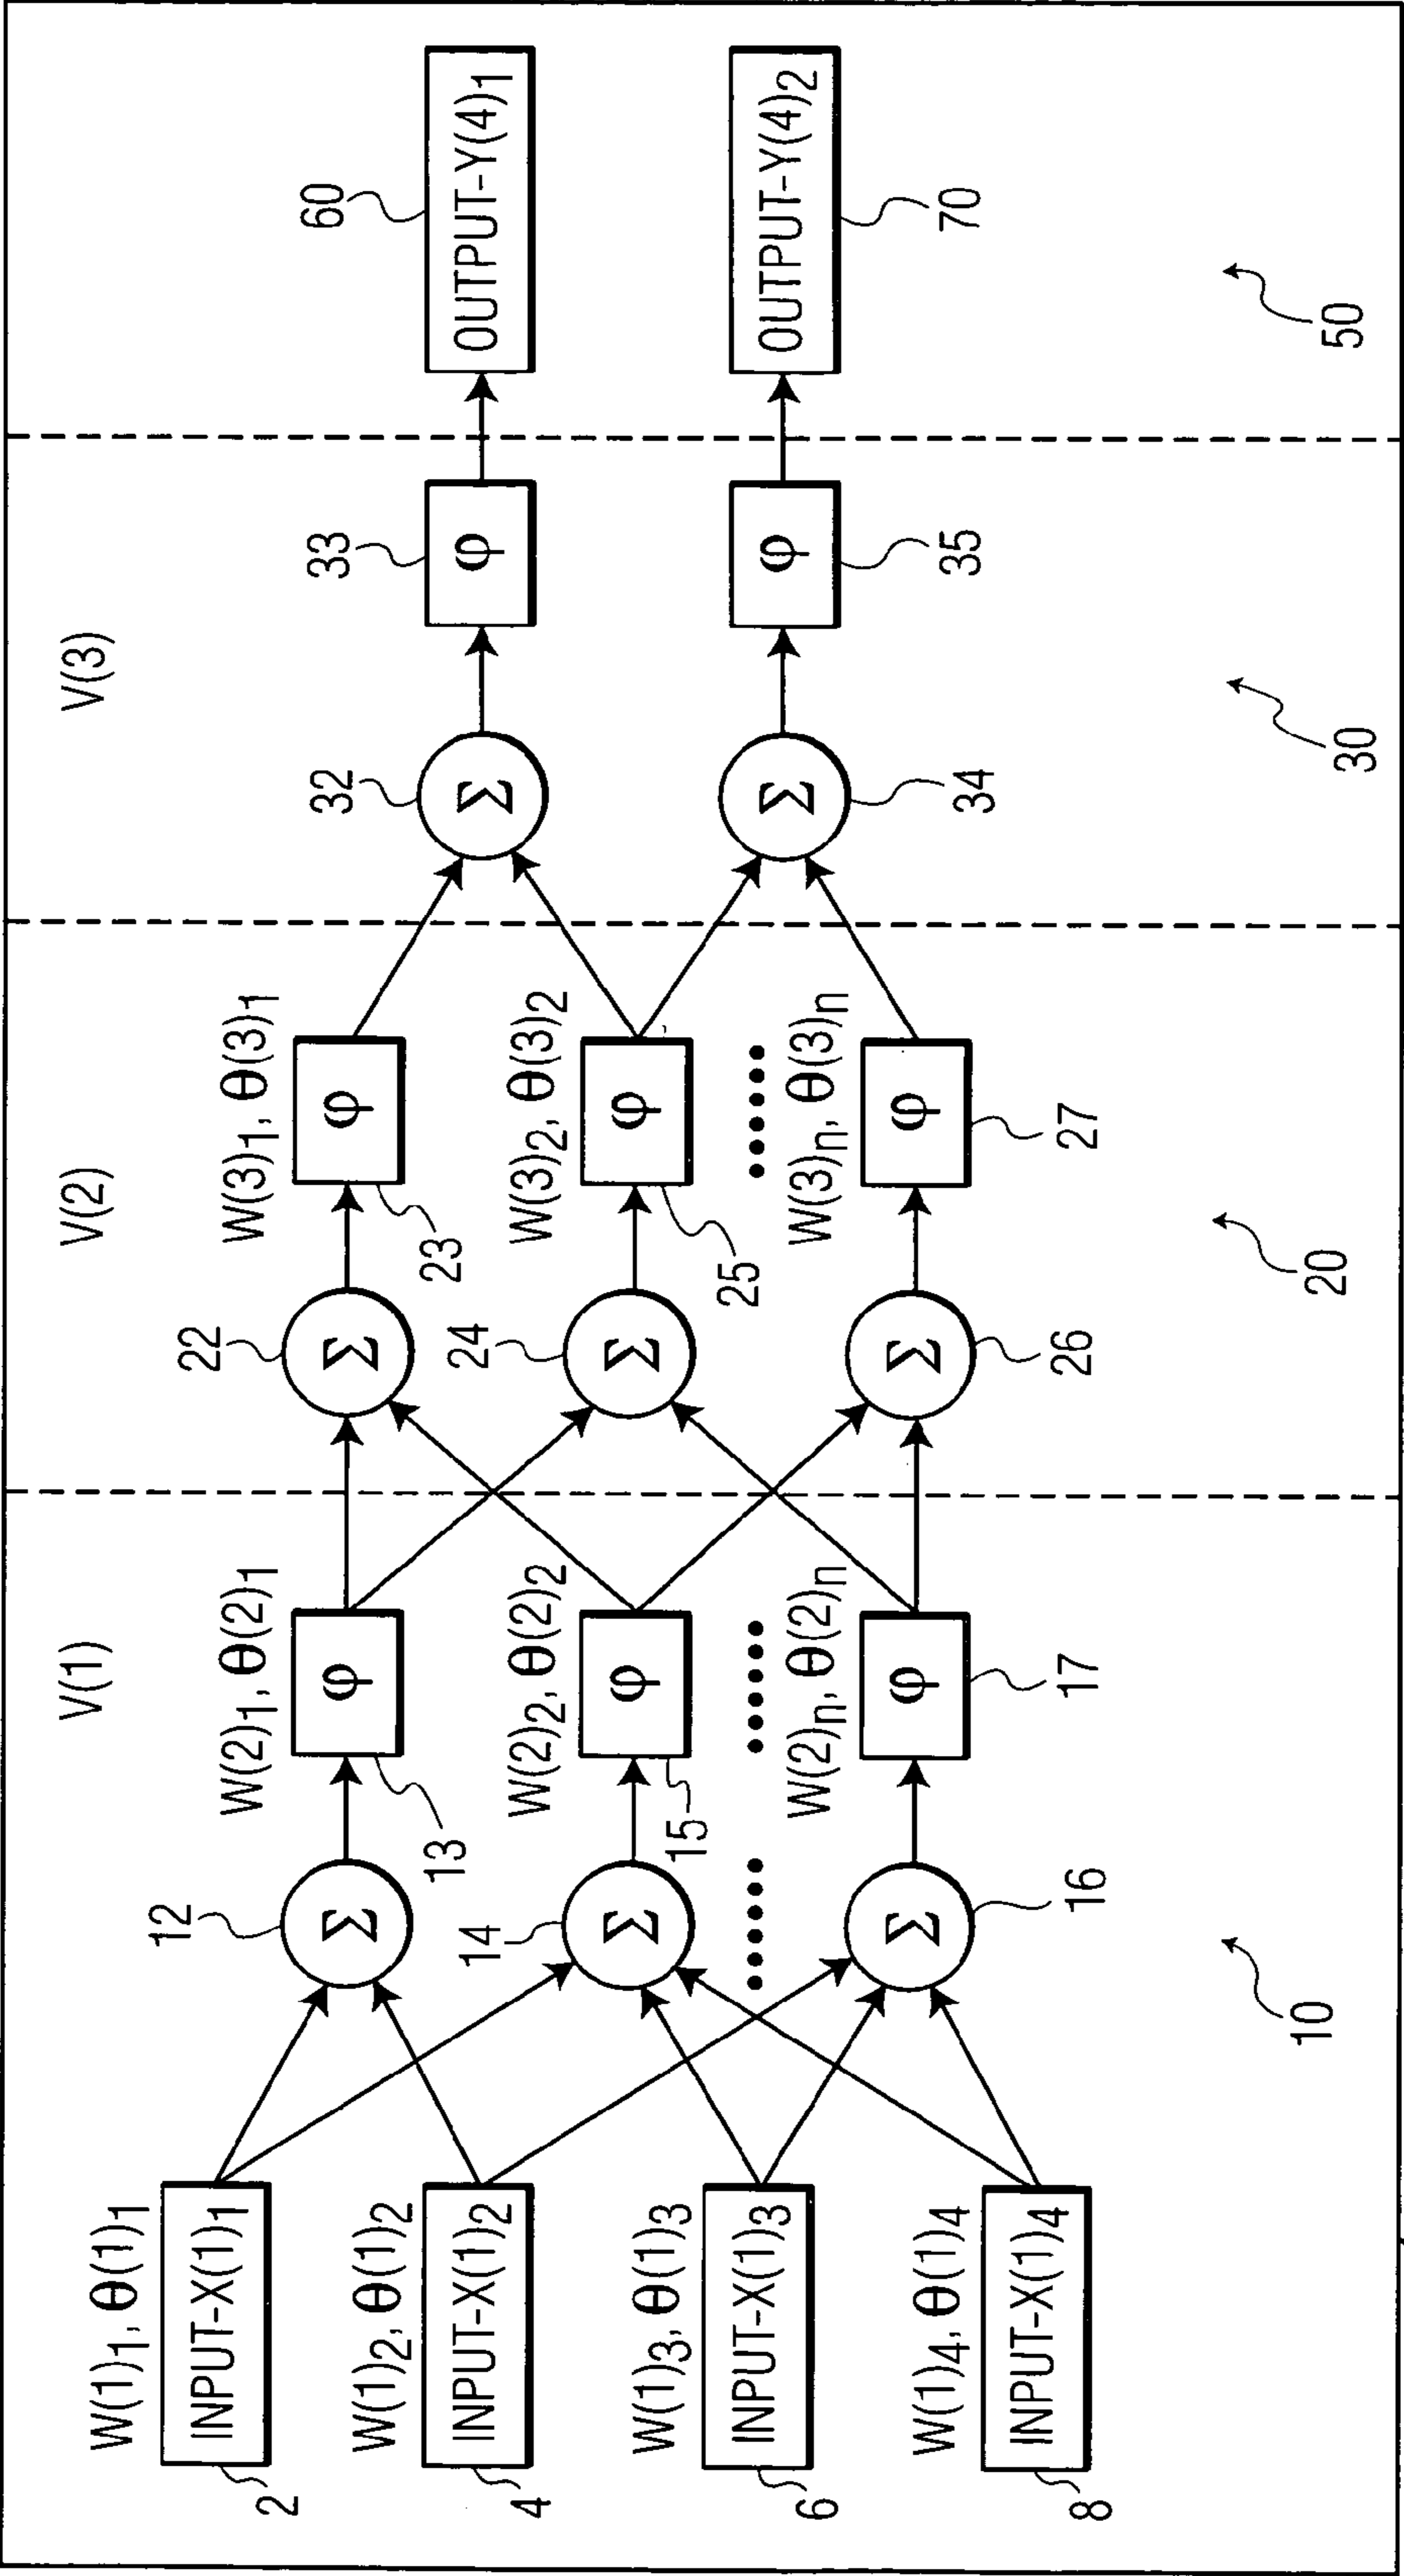 V(1)
V(2)
V(3)
W(1)1, θ(1)1
INPUT-X(1)1
2
W(1)2, θ(1)2
INPUT-X(1)2
4
W(1)3, θ(1)3
INPUT-X(1)3
6
W(1)4, θ(1)4
INPUT-X(1)4
8
12
Σ
14
Σ
16
Σ
W(2)1, θ(2)1
φ
13
W(2)2, θ(2)2
φ
15
W(2)n, θ(2)n
φ
17
10
22
Σ
24
Σ
26
Σ
W(3)1, θ(3)1
φ
23
W(3)2, θ(3)2
φ
25
W(3)n, θ(3)n
φ
27
20
32
Σ
34
Σ
33
φ
35
φ
30
60
OUTPUT-Y(4)1
OUTPUT-Y(4)2
70
50